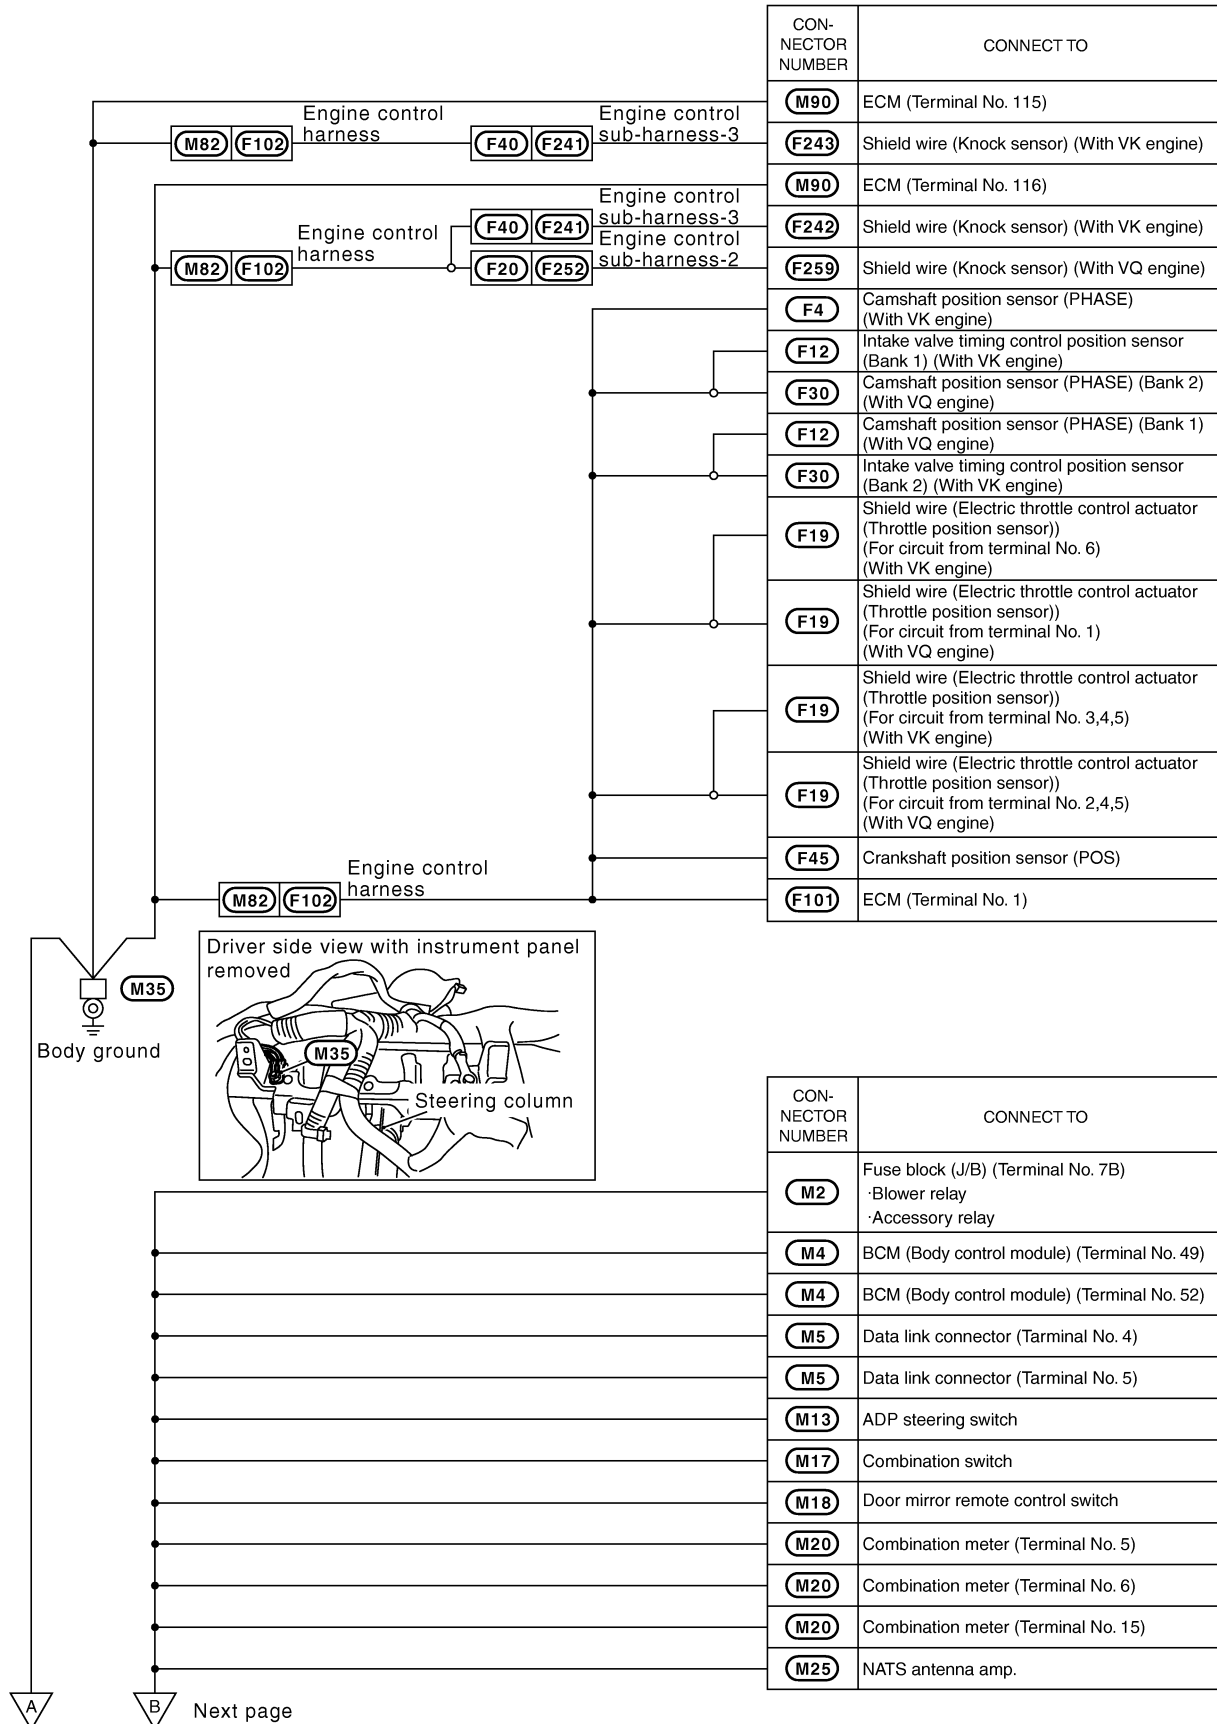 CON-
NECTOR
NUMBER
CONNECT TO
M90
ECM (Terminal No. 115)
Engine control
harness
Engine control
sub-harness-3
M82
F102
F40
F241
F243
Shield wire (Knock sensor) (With VK engine)
M90
ECM (Terminal No. 116)
Engine control
sub-harness-3
F40
F241
F242
Shield wire (Knock sensor) (With VK engine)
Engine control
harness
Engine control
sub-harness-2
M82
F102
F20
F252
F259
Shield wire (Knock sensor) (With VQ engine)
F4
Camshaft position sensor (PHASE)
(With VK engine)
F12
Intake valve timing control position sensor
(Bank 1) (With VK engine)
F30
Camshaft position sensor (PHASE) (Bank 2)
(With VQ engine)
F12
Camshaft position sensor (PHASE) (Bank 1)
(With VQ engine)
F30
Intake valve timing control position sensor
(Bank 2) (With VK engine)
F19
Shield wire (Electric throttle control actuator
(Throttle position sensor))
(For circuit from terminal No. 6)
(With VK engine)
F19
Shield wire (Electric throttle control actuator
(Throttle position sensor))
(For circuit from terminal No. 1)
(With VQ engine)
F19
Shield wire (Electric throttle control actuator
(Throttle position sensor))
(For circuit from terminal No. 3,4,5)
(With VK engine)
F19
Shield wire (Electric throttle control actuator
(Throttle position sensor))
(For circuit from terminal No. 2,4,5)
(With VQ engine)
F45
Crankshaft position sensor (POS)
Engine control
harness
M82
F102
F101
ECM (Terminal No. 1)
M35
Body ground
Driver side view with instrument panel
removed
M35
Steering column
CON-
NECTOR
NUMBER
CONNECT TO
M2
Fuse block (J/B) (Terminal No. 7B)
·Blower relay
·Accessory relay
M4
BCM (Body control module) (Terminal No. 49)
M4
BCM (Body control module) (Terminal No. 52)
M5
Data link connector (Tarminal No. 4)
M5
Data link connector (Tarminal No. 5)
M13
ADP steering switch
M17
Combination switch
M18
Door mirror remote control switch
M20
Combination meter (Terminal No. 5)
M20
Combination meter (Terminal No. 6)
M20
Combination meter (Terminal No. 15)
M25
NATS antenna amp.
A
B
Next page